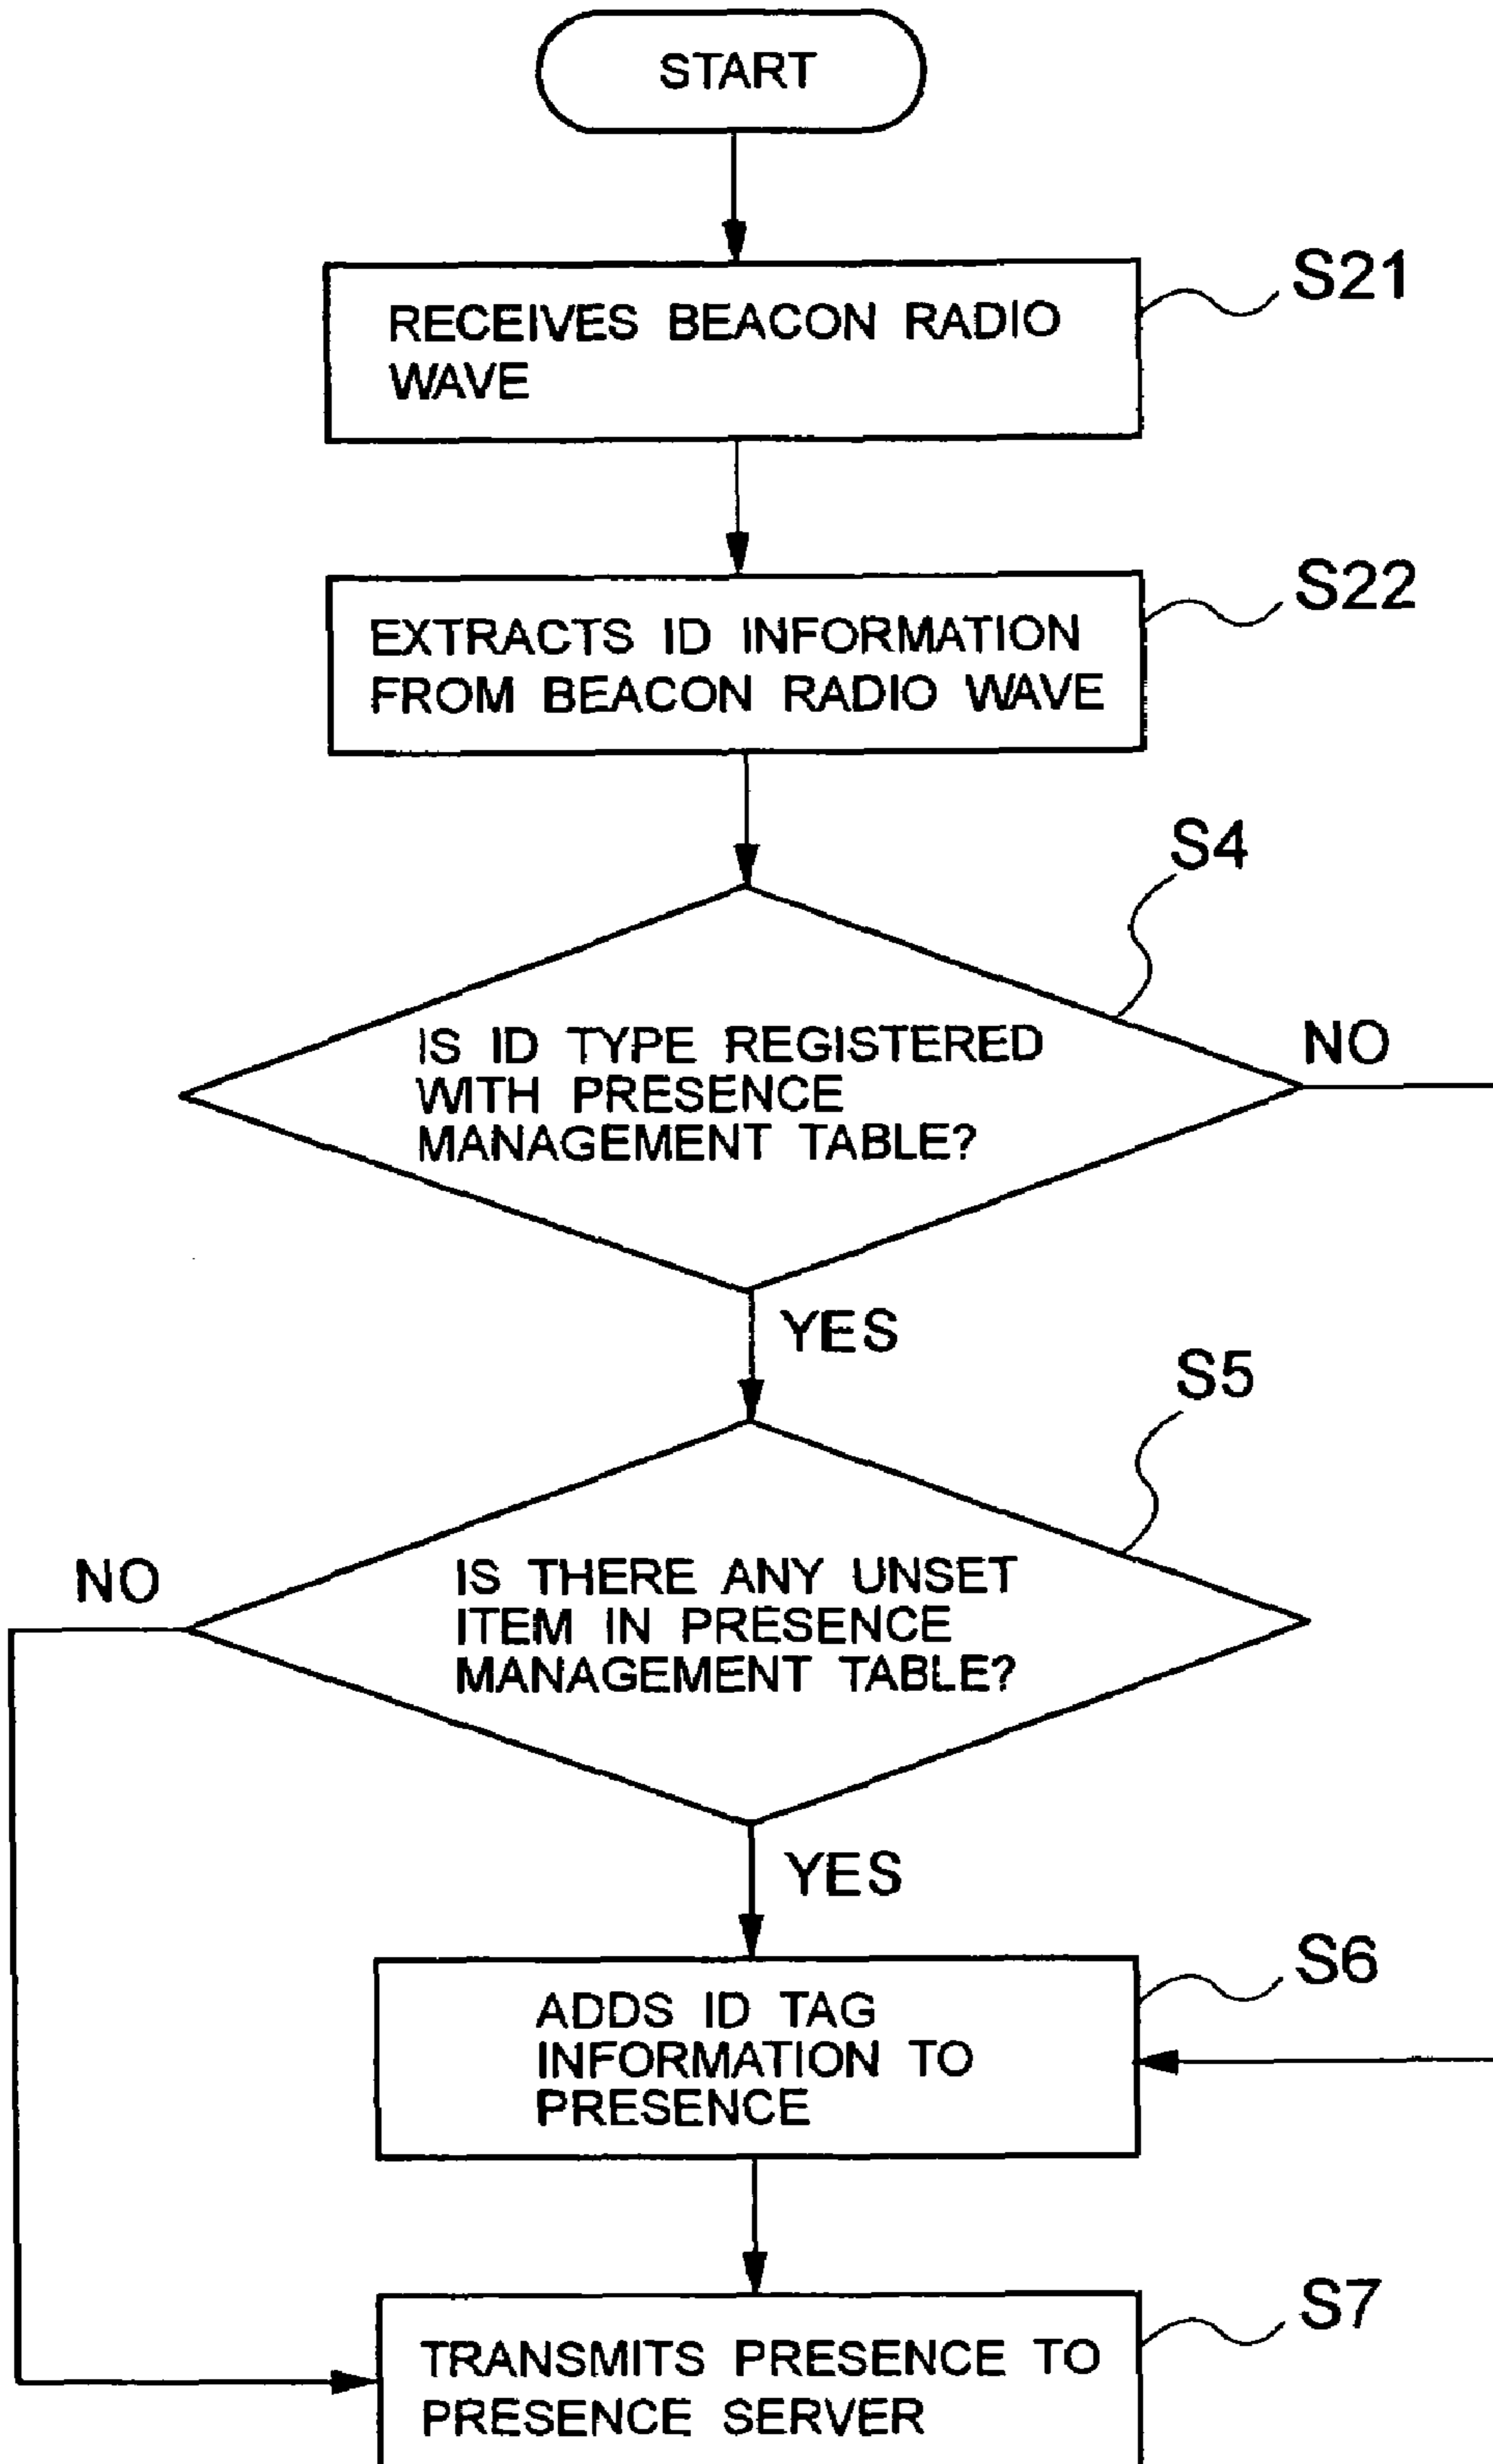 START
RECEIVES BEACON RADIO
WAVE
S21
EXTRACTS ID INFORMATION
FROM BEACON RADIO WAVE
S22
S4
IS ID TYPE REGISTERED
WITH PRESENCE
MANAGEMENT TABLE?
NO
YES
S5
IS THERE ANY UNSET
ITEM IN PRESENCE
MANAGEMENT TABLE?
NO
YES
S6
ADDS ID TAG
INFORMATION TO
PRESENCE
S7
TRANSMITS PRESENCE TO
PRESENCE SERVER